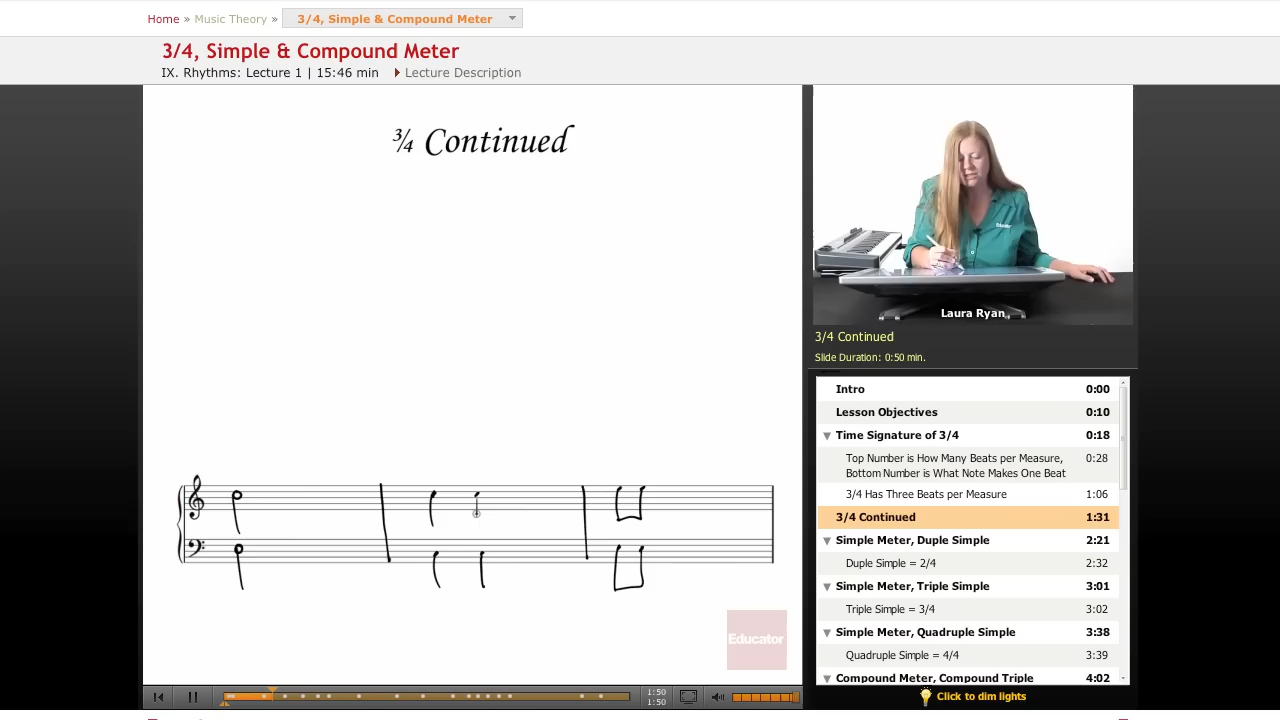 Home » Music Theory » 3/4, Simple & Compound Meter
3/4, Simple & Compound Meter
IX. Rhythms: Lecture 1 | 15:46 min Lecture Description
¾ Continued
Educator
Laura Ryan
3/4 Continued
Slide Duration: 0:50 min.
Intro 0:00
Lesson Objectives 0:10
Time Signature of 3/4 0:18
Top Number is How Many Beats per Measure, 0:28
Bottom Number is What Note Makes One Beat
3/4 Has Three Beats per Measure 1:06
3/4 Continued 1:31
Simple Meter, Duple Simple 2:21
Duple Simple = 2/4 2:32
Simple Meter, Triple Simple 3:01
Triple Simple = 3/4 3:02
Simple Meter, Quadruple Simple 3:38
Quadruple Simple = 4/4 3:39
Compound Meter, Compound Triple 4:02
1:50
1:50
Click to dim lights